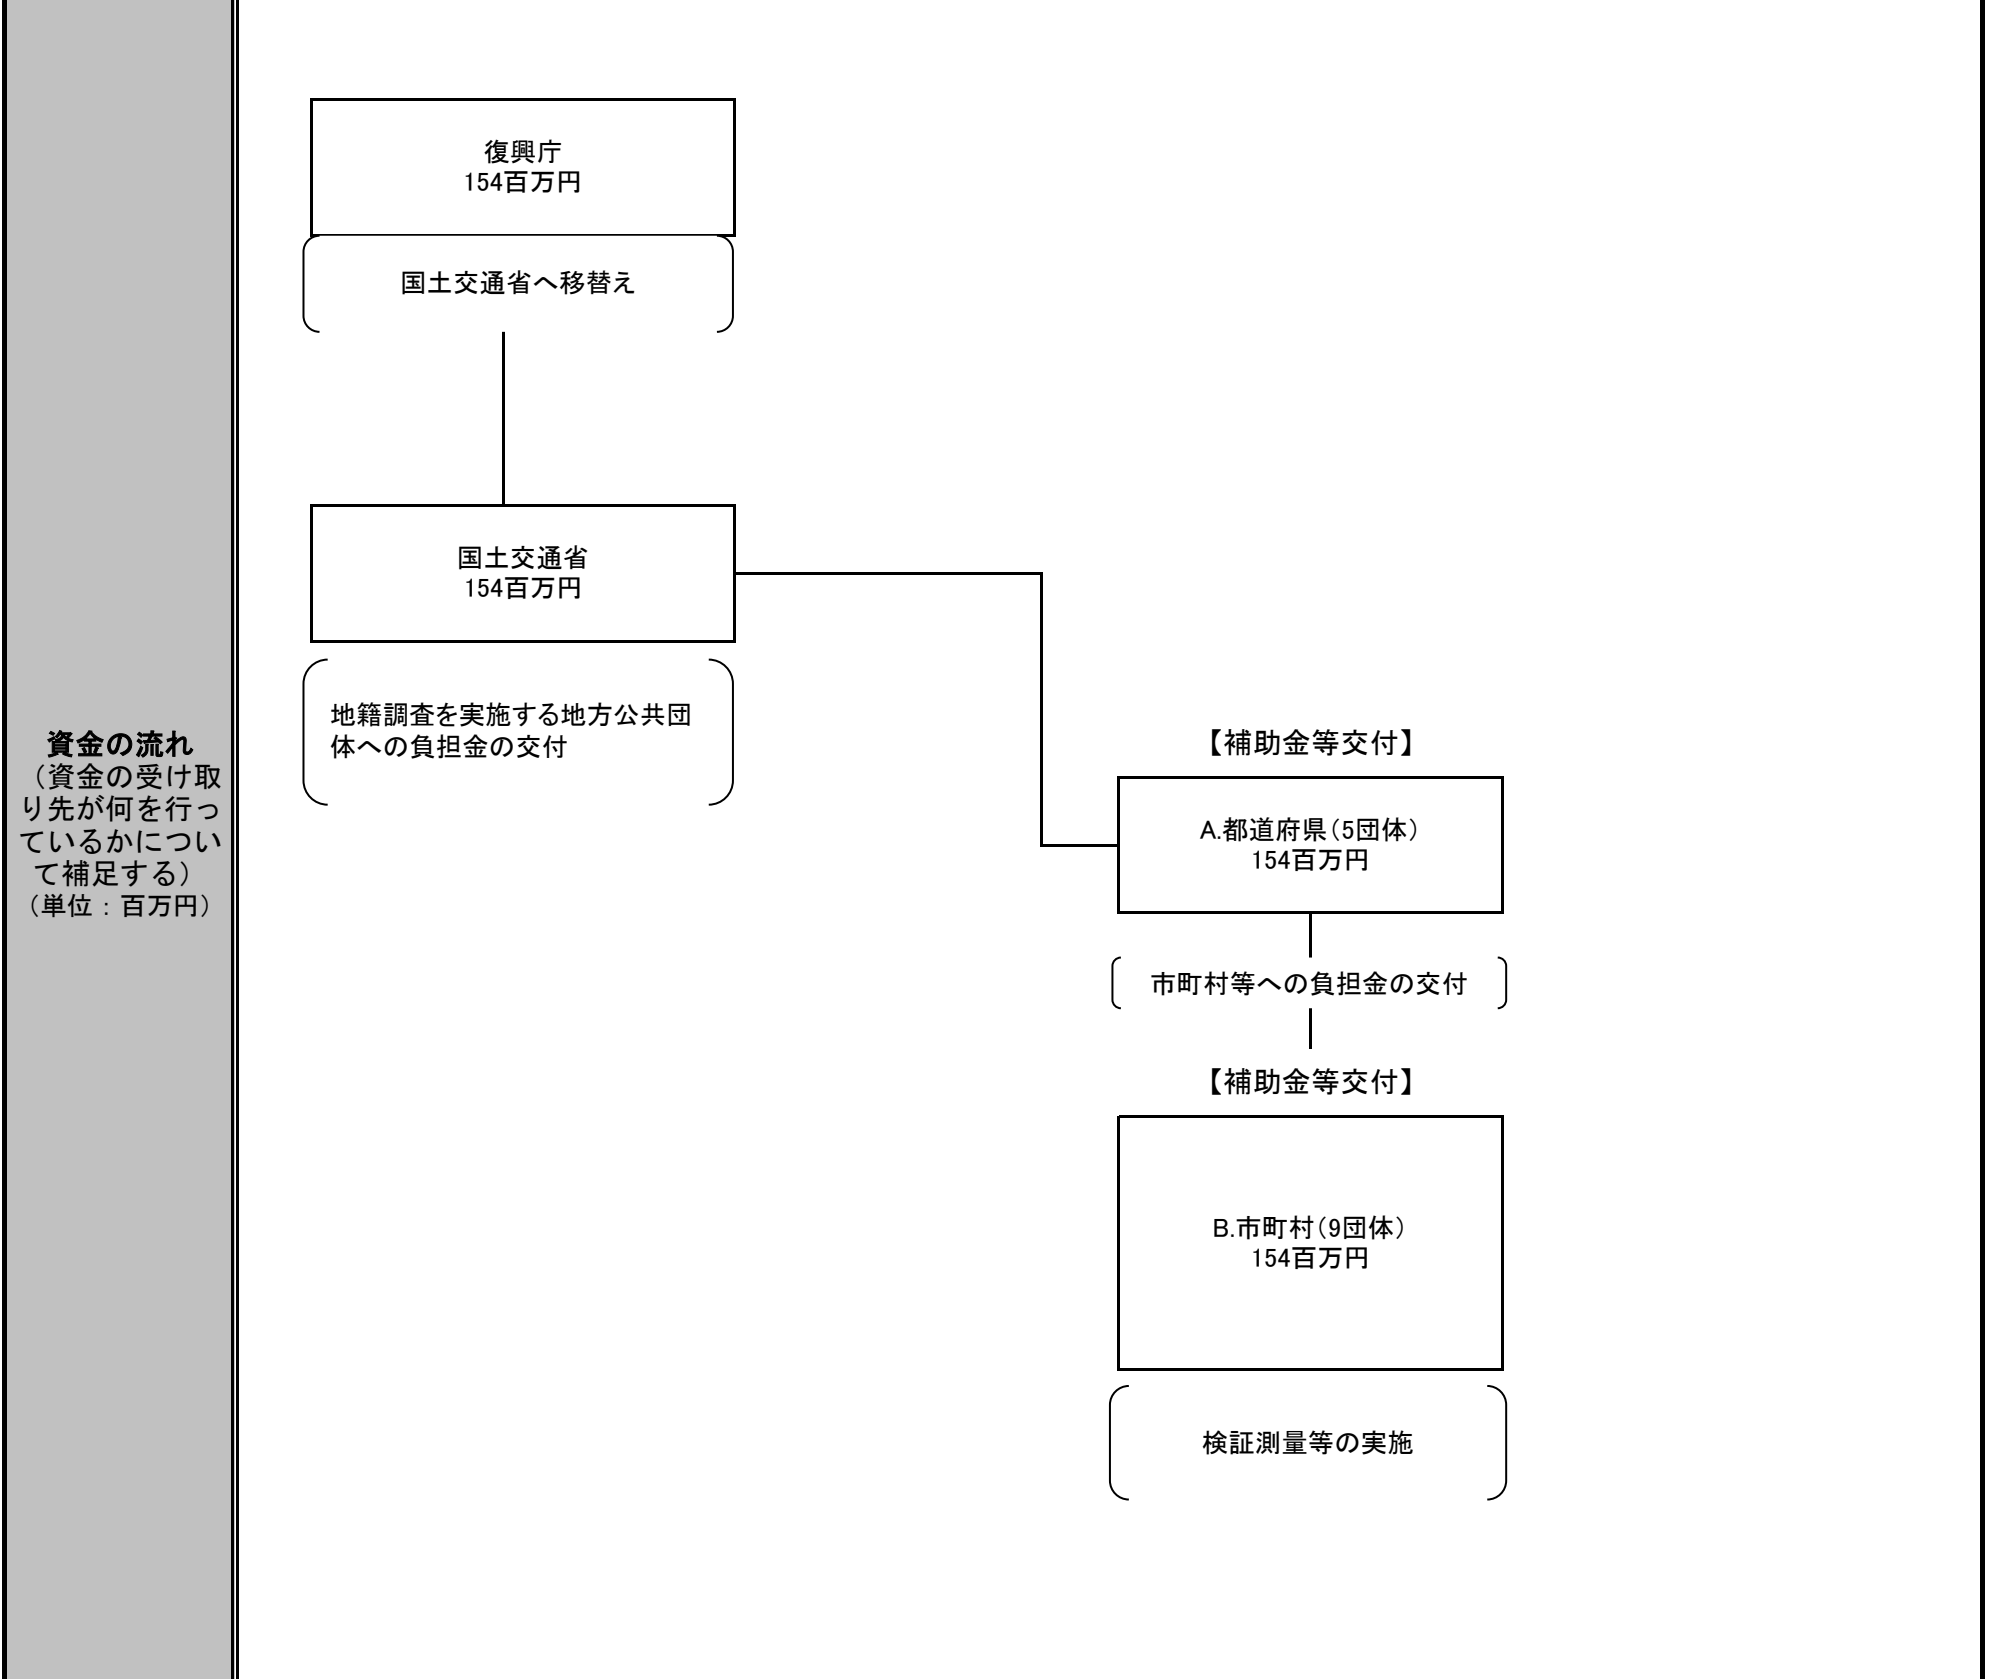 資金の流れ
（資金の受け取
り先が何を行っ
ているかについ
て補足する）
（単位：百万円）
復興庁
154百万円
国土交通省へ移替え
国土交通省
154百万円
地籍調査を実施する地方公共団
体への負担金の交付
【補助金等交付】
A.都道府県（5団体）
154百万円
市町村等への負担金の交付
【補助金等交付】
B.市町村（9団体）
154百万円
検証測量等の実施